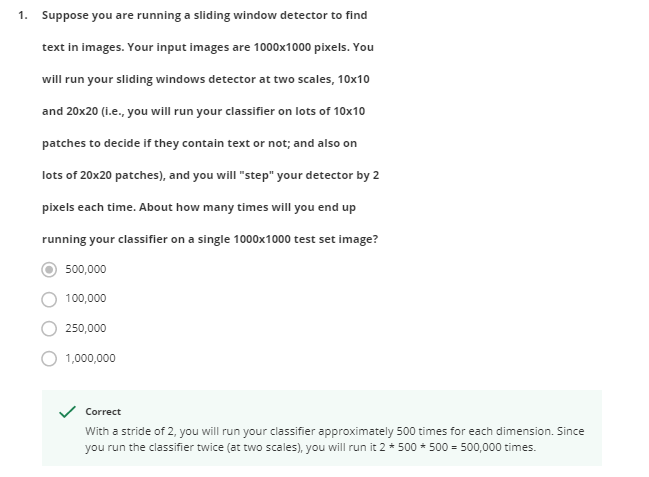 1. Suppose you are running a sliding window detector to find
text in images. Your input images are 1000x1000 pixels. You
will run your sliding windows detector at two scales, 10x10
and 20x20 (i.e., you will run your classifier on lots of 10x10
patches to decide if they contain text or not; and also on
lots of 20x20 patches), and you will "step" your detector by 2
pixels each time. About how many times will you end up
running your classifier on a single 1000x1000 test set image?
500,000
100,000
250,000
1,000,000
Correct
With a stride of 2, you will run your classifier approximately 500 times for each dimension. Since
you run the classifier twice (at two scales), you will run it 2 * 500 * 500 = 500,000 times.